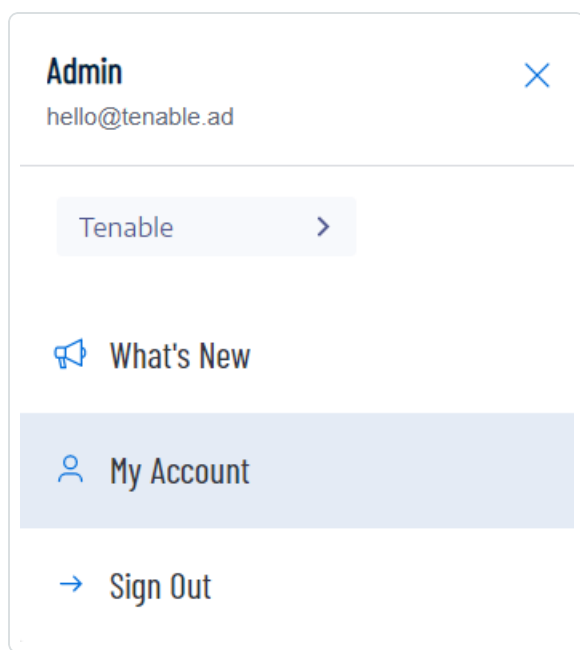 Admin
hello@tenable.ad
Tenable
What's New
My Account
Sign Out